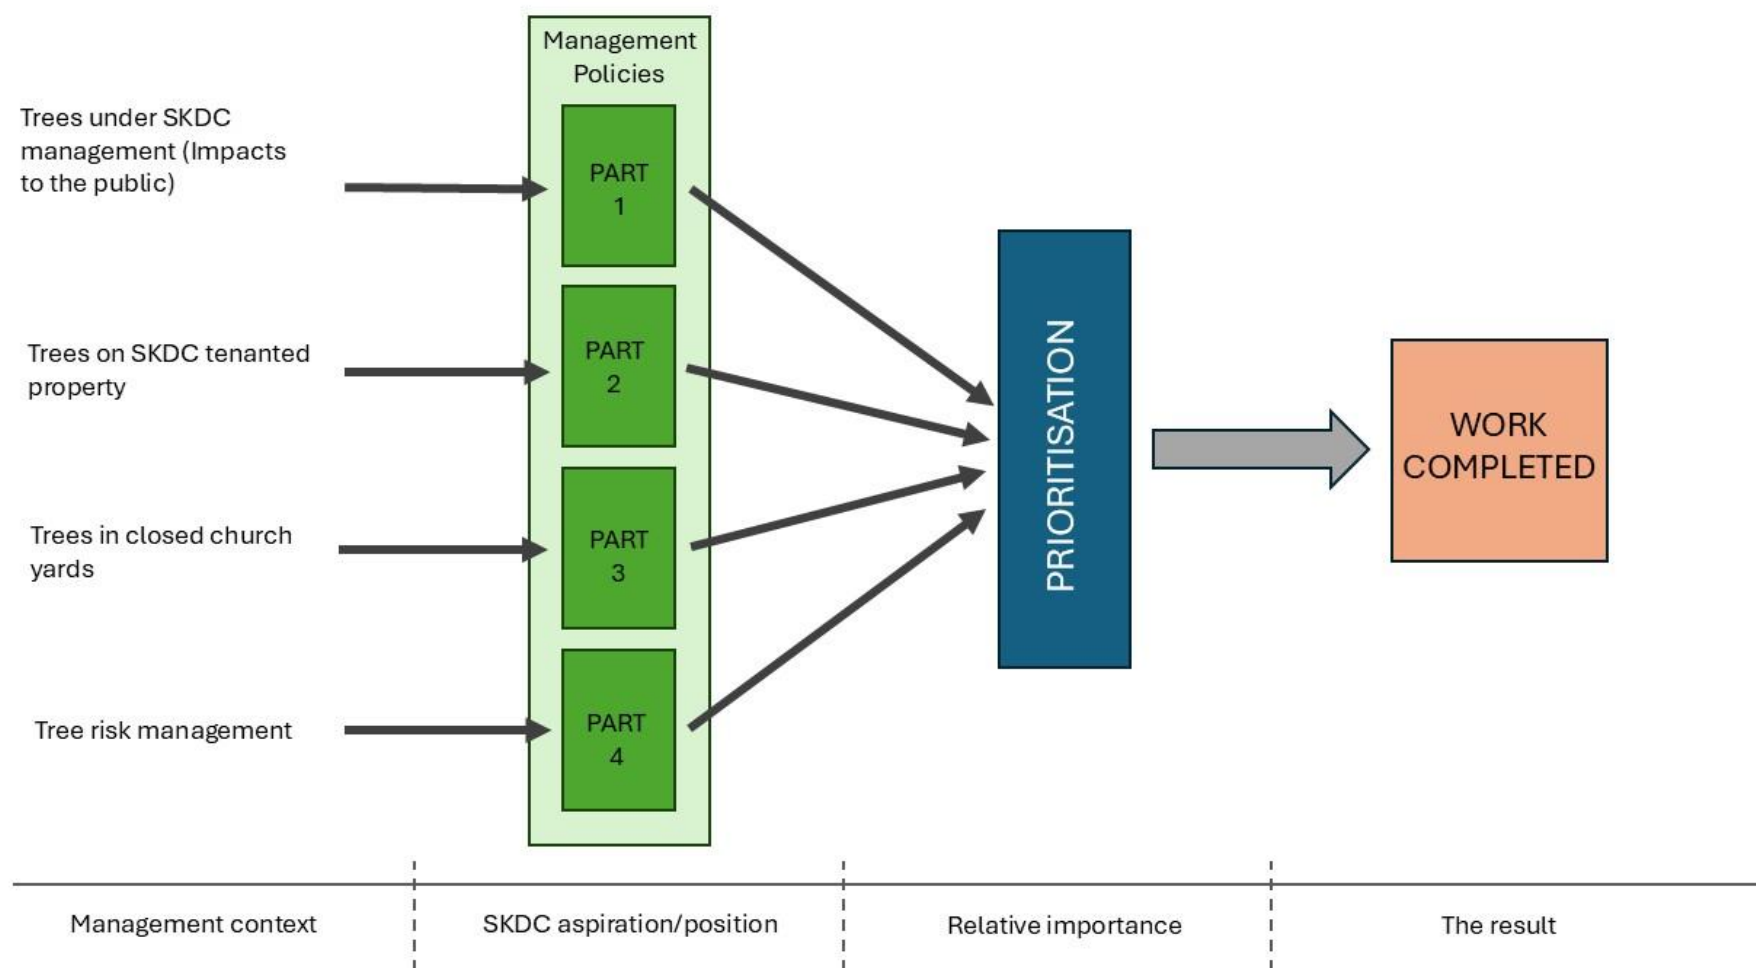 Management
Policies
Trees under SKDC
management (Impacts
to the public)
PART
1
Trees on SKDC tenanted
property
PART
2
Trees in closed church
yards
PART
3
Tree risk management
PART
4
PRIORITISATION
WORK
COMPLETED
Management context
SKDC aspiration/position
Relative importance
The result